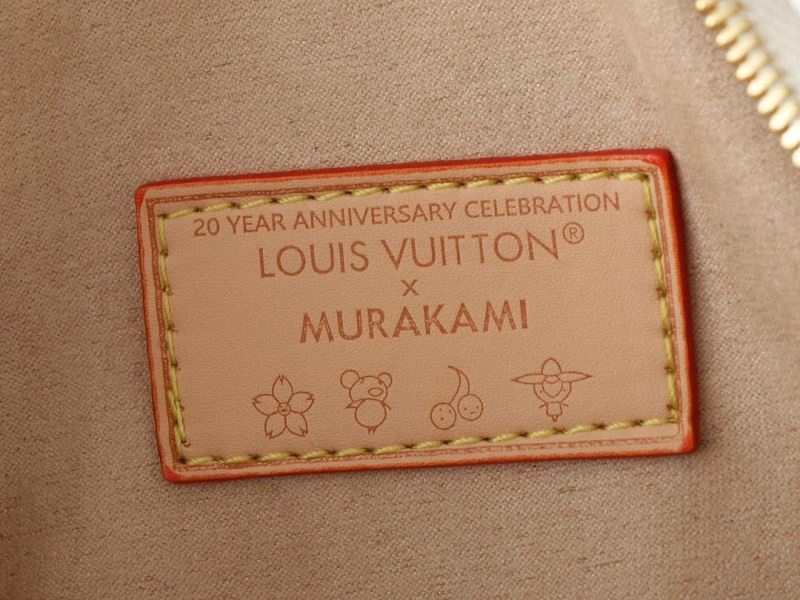 20 YEAR ANNIVERSARY CELEBRATION
LOUIS VUITTON®
x
MURAKAMI